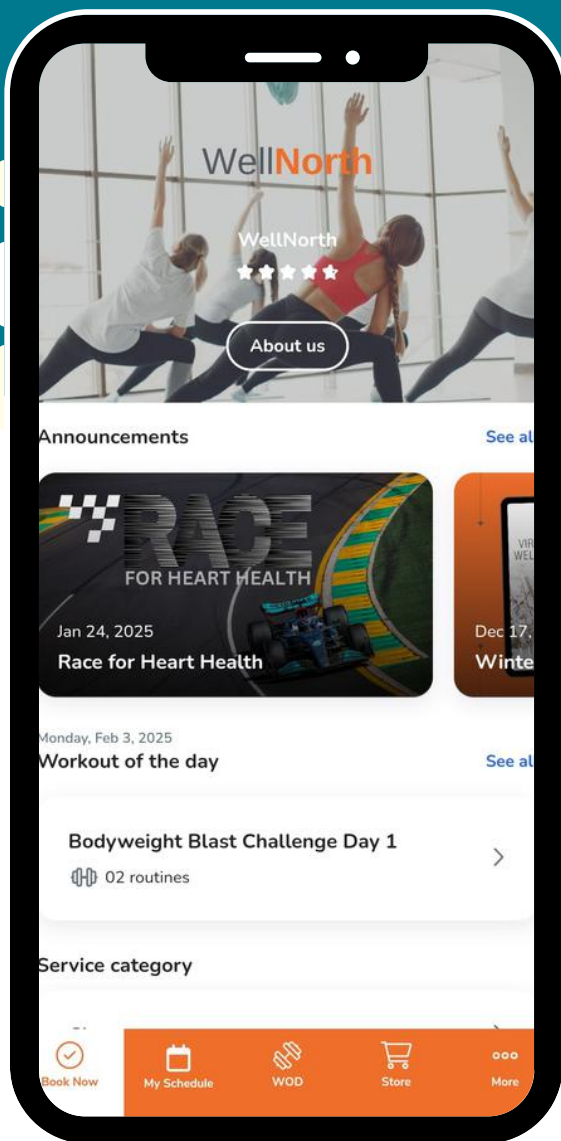 WellNorth
WellNorth
About us
Announcements
See al
RACE
FOR HEART HEALTH
Jan 24, 2025
Race for Heart Health
VIR
WEL
Dec 17,
Winte
Monday, Feb 3, 2025
Workout of the day
See al
Bodyweight Blast Challenge Day 1
02 routines
Service category
Book Now
My Schedule
WOD
Store
More